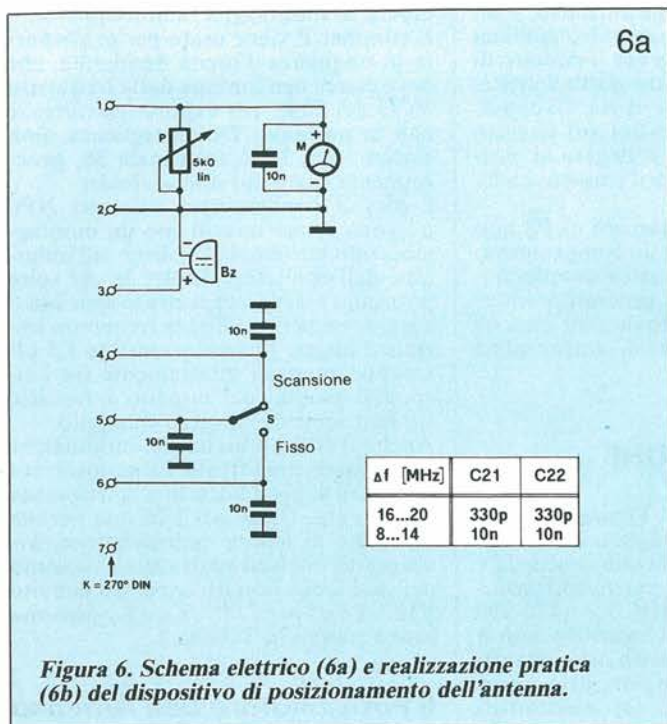 6a
1
P
5kΩ
lin
10n
+
M
−
2
−
Bz
+
3
10n
4
Scansione
5
S
10n
Fisso
6
10n
7
K = 270° DIN
Δf [MHz] C21 C22
16...20 330p 330p
8...14 10n 10n
Figura 6. Schema elettrico (6a) e realizzazione pratica
(6b) del dispositivo di posizionamento dell'antenna.